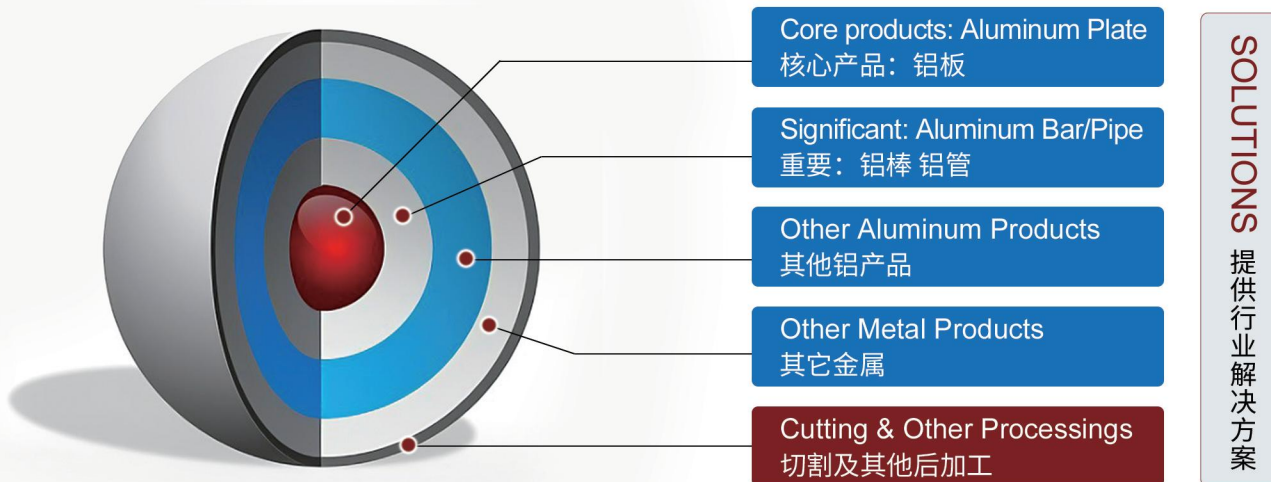 Core products: Aluminum Plate
核心产品：铝板
Significant: Aluminum Bar/Pipe
重要：铝棒 铝管
Other Aluminum Products
其他铝产品
Other Metal Products
其它金属
Cutting & Other Processings
切割及其他后加工
SOLUTIONS 提供行业解决方案